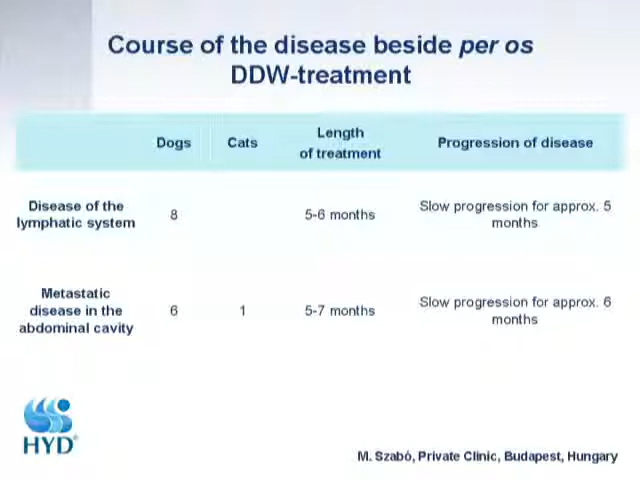 Course of the disease beside per os
DDW-treatment
Dogs
Cats
Length
of treatment
Progression of disease
Disease of the
lymphatic system
8
5-6 months
Slow progression for approx. 5
months
Metastatic
disease in the
abdominal cavity
6
1
5-7 months
Slow progression for approx. 6
months
HYD®
M. Szabó, Private Clinic, Budapest, Hungary